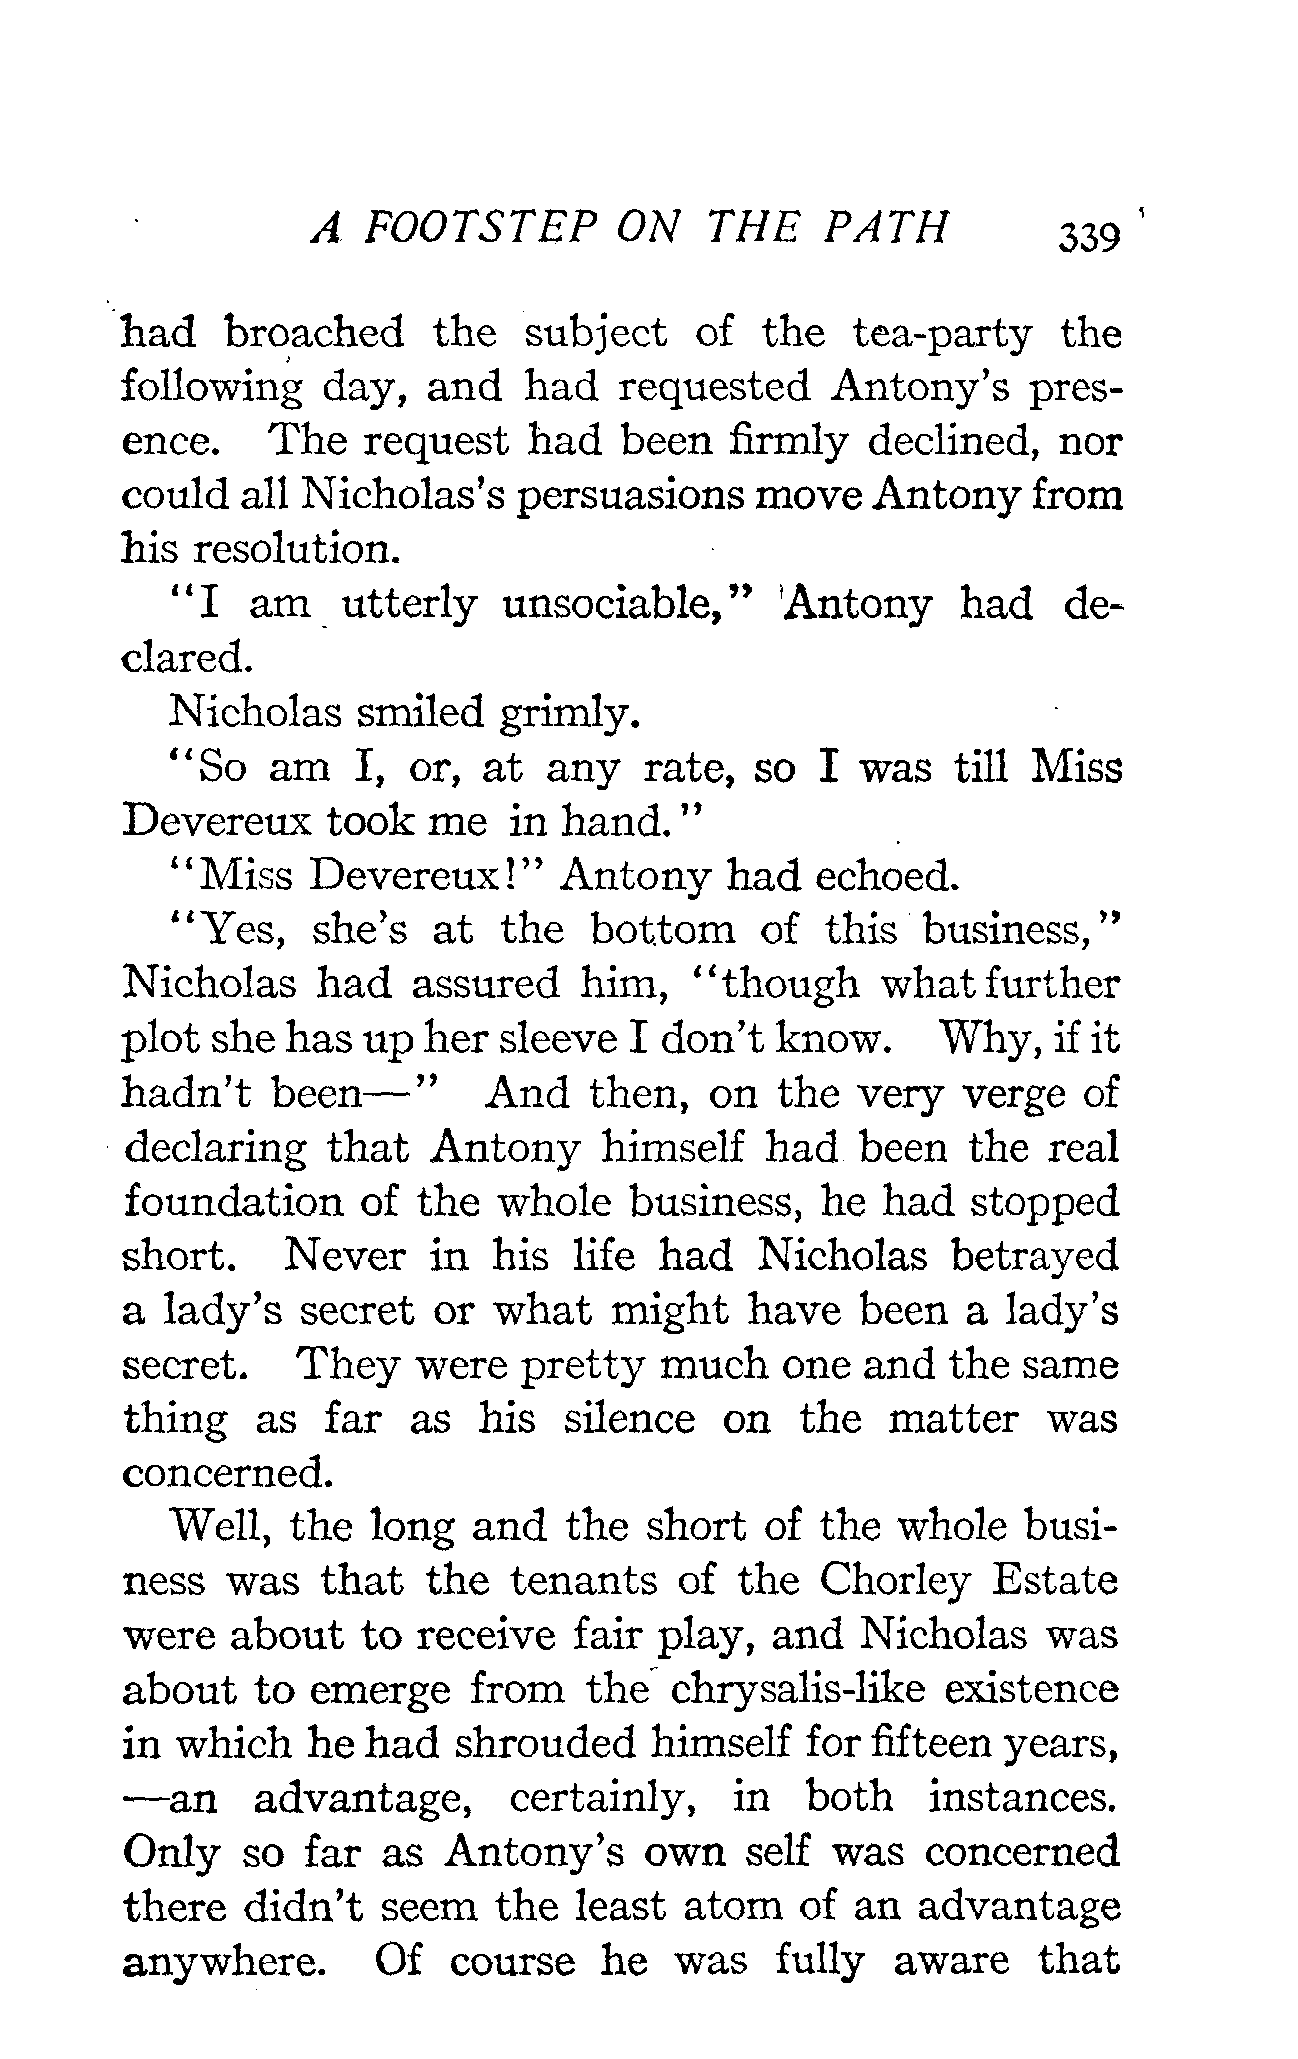 A FOOTSTEP ON THE PATH 339
had broached the subject of the tea-party the
following day, and had requested Antony's pres-
ence. The request had been firmly declined, nor
could all Nicholas's persuasions move Antony from
his resolution.
"I am utterly unsociable," Antony had de-
clared.
Nicholas smiled grimly.
"So am I, or, at any rate, so I was till Miss
Devereux took me in hand."
"Miss Devereux!" Antony had echoed.
"Yes, she's at the bottom of this business,"
Nicholas had assured him, "though what further
plot she has up her sleeve I don't know. Why, if it
hadn't been—" And then, on the very verge of
declaring that Antony himself had been the real
foundation of the whole business, he had stopped
short. Never in his life had Nicholas betrayed
a lady's secret or what might have been a lady's
secret. They were pretty much one and the same
thing as far as his silence on the matter was
concerned.
Well, the long and the short of the whole busi-
ness was that the tenants of the Chorley Estate
were about to receive fair play, and Nicholas was
about to emerge from the chrysalis-like existence
in which he had shrouded himself for fifteen years,
—an advantage, certainly, in both instances.
Only so far as Antony's own self was concerned
there didn't seem the least atom of an advantage
anywhere. Of course he was fully aware that